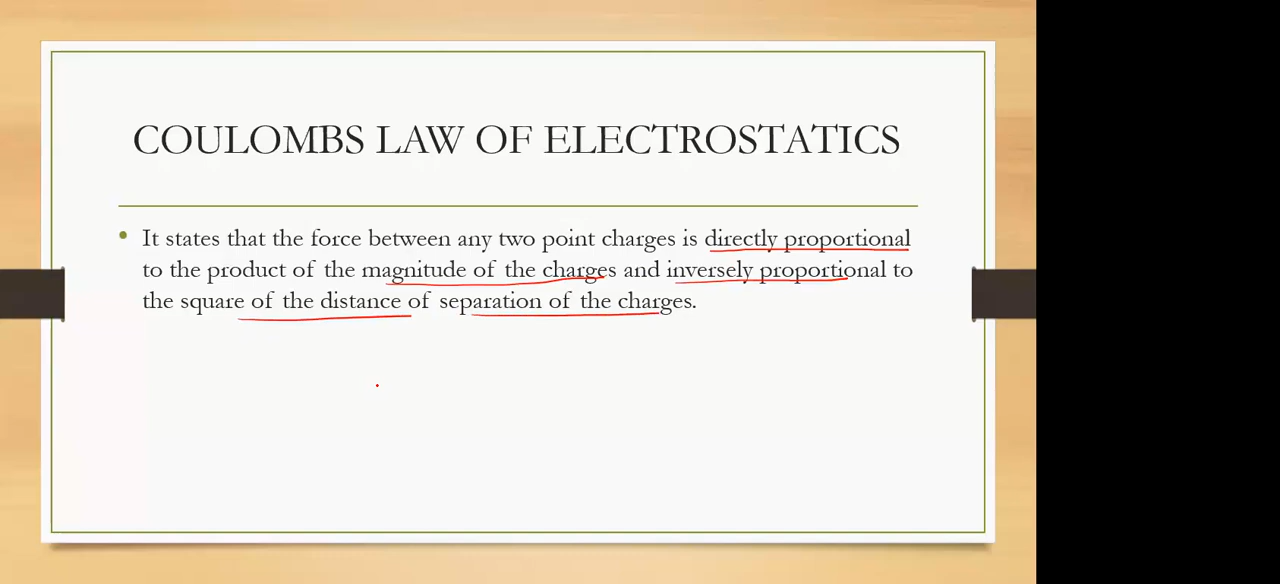 COULOMBS LAW OF ELECTROSTATICS
• It states that the force between any two point charges is directly proportional
to the product of the magnitude of the charges and inversely proportional to
the square of the distance of separation of the charges.